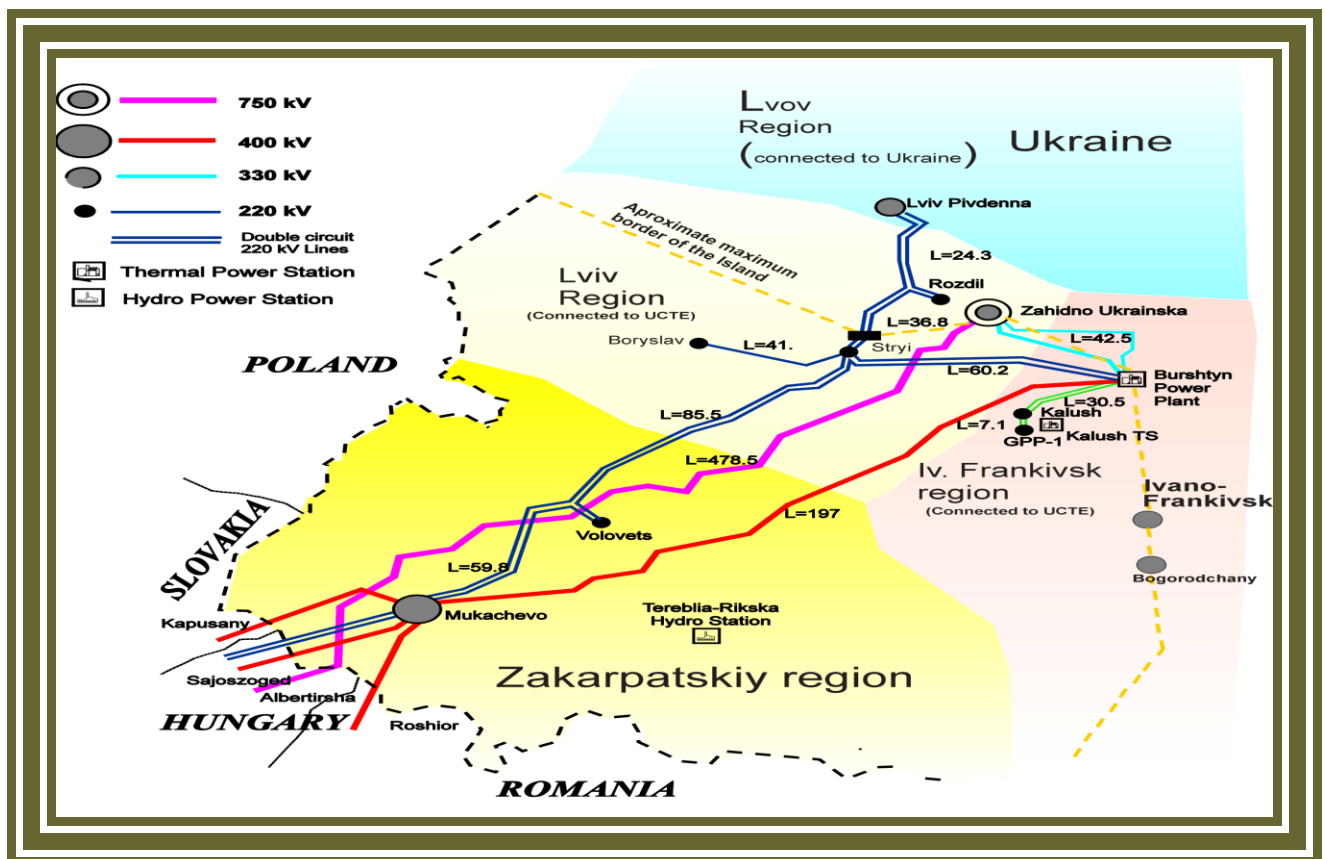 750 kV
400 kV
330 kV
220 kV
Double circuit
220 kV Lines
Thermal Power Station
Hydro Power Station
Lvov
Region
(connected to Ukraine)
Ukraine
Lviv Pivdenna
Aproximate maximum
border of the Island
L=24.3
Rozdil
Lviv
Region
(Connected to UCTE)
L=36.8
Zahidno Ukrainska
Boryslav
L=41.
Stryi
L=42.5
POLAND
L=60.2
Burshtyn
Power
Plant
L=30.5
L=85.5
Kalush
L=7.1
GPP-1
Kalush TS
L=478.5
Iv. Frankivsk
region
(Connected to UCTE)
Ivano-
Frankivsk
L=197
Volovets
SLOVAKIA
L=59.8
Bogorodchany
Kapusany
Mukachevo
Tereblia-Rikska
Hydro Station
Sajoszoged
Zakarpatskiy region
Albertirsha
HUNGARY
Roshior
ROMANIA